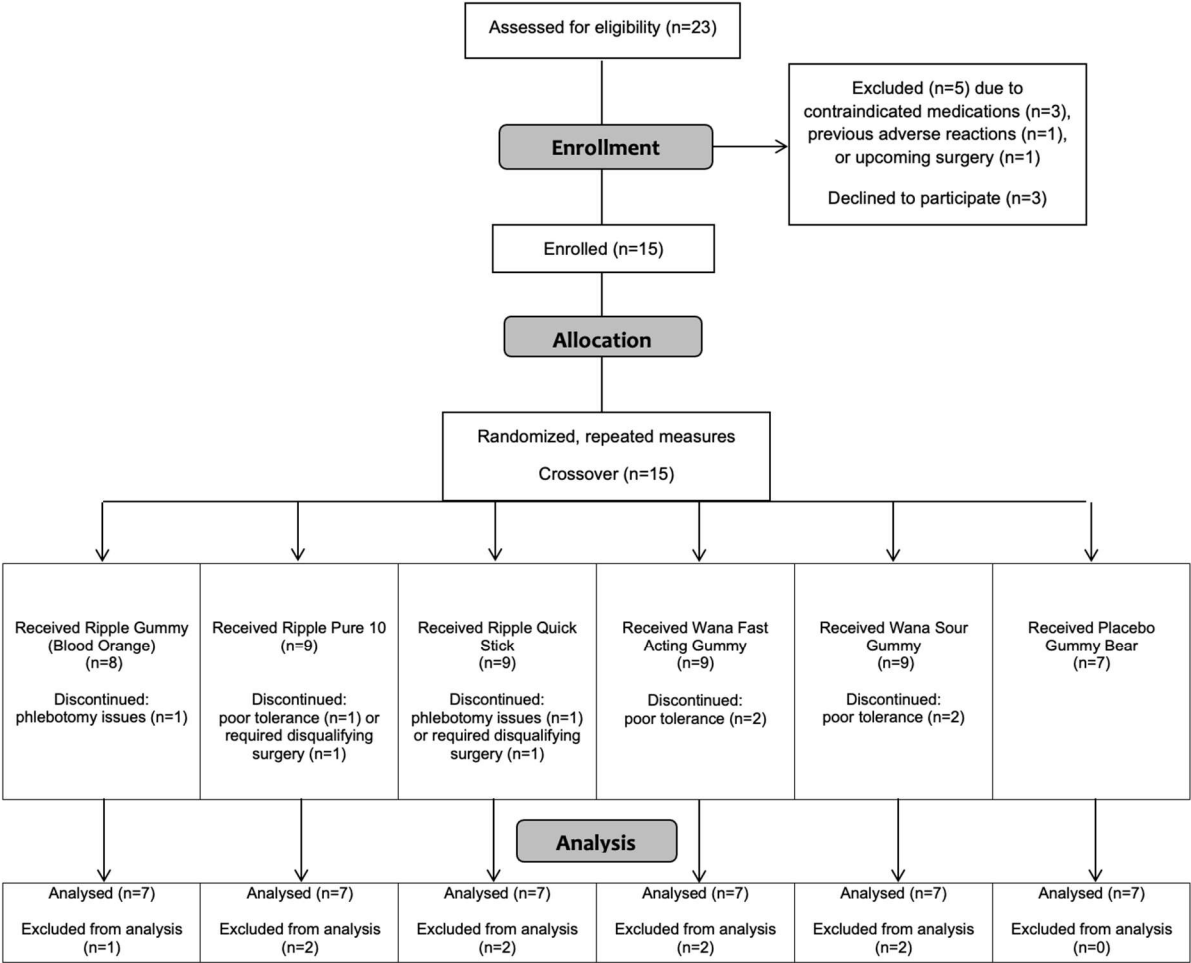 Assessed for eligibility (n=23)
Excluded (n=5) due to
contraindicated medications (n=3),
previous adverse reactions (n=1),
or upcoming surgery (n=1)
Declined to participate (n=3)
Enrollment
Enrolled (n=15)
Allocation
Randomized, repeated measures
Crossover (n=15)
Received Ripple Gummy
(Blood Orange)
(n=8)
Discontinued:
phlebotomy issues (n=1)
Received Ripple Pure 10
(n=9)
Discontinued:
poor tolerance (n=1) or
required disqualifying
surgery (n=1)
Received Ripple Quick
Stick
(n=9)
Discontinued:
phlebotomy issues (n=1)
or required disqualifying
surgery (n=1)
Received Wana Fast
Acting Gummy
(n=9)
Discontinued:
poor tolerance (n=2)
Received Wana Sour
Gummy
(n=9)
Discontinued:
poor tolerance (n=2)
Received Placebo
Gummy Bear
(n=7)
Analysis
Analysed (n=7)
Excluded from analysis
(n=1)
Analysed (n=7)
Excluded from analysis
(n=2)
Analysed (n=7)
Excluded from analysis
(n=2)
Analysed (n=7)
Excluded from analysis
(n=2)
Analysed (n=7)
Excluded from analysis
(n=2)
Analysed (n=7)
Excluded from analysis
(n=0)